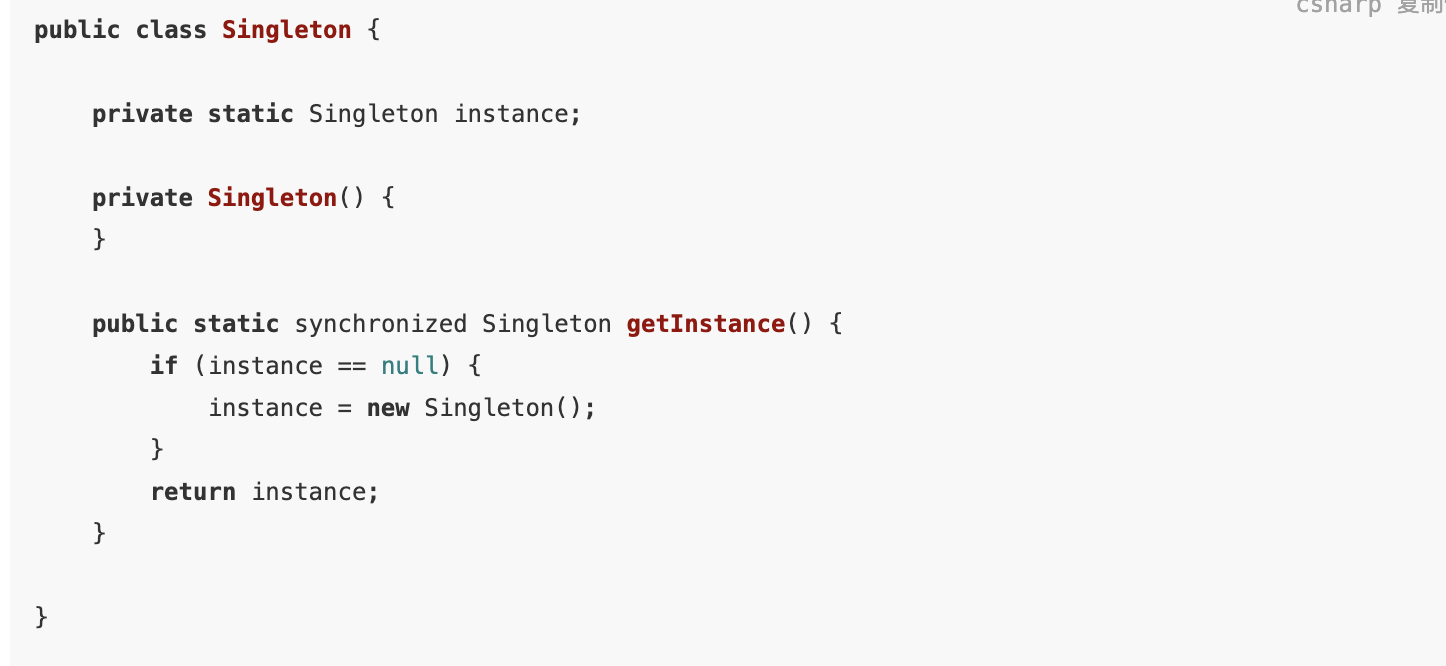 csharp 复制
public class Singleton {
    private static Singleton instance;
    private Singleton() {
    }
    public static synchronized Singleton getInstance() {
        if (instance == null) {
            instance = new Singleton();
        }
        return instance;
    }
}